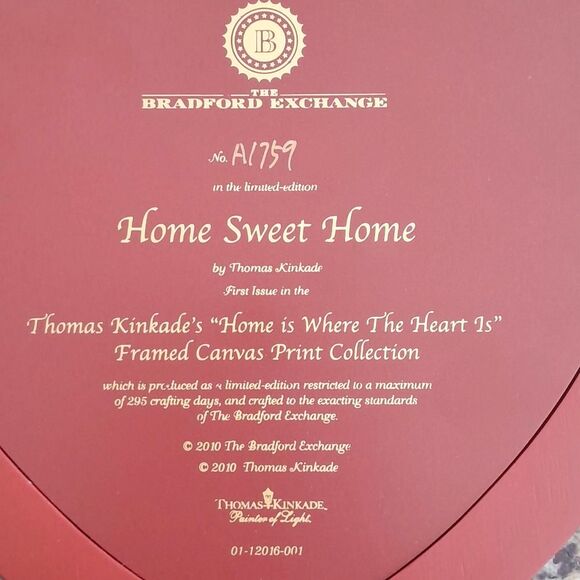 B
THE
BRADFORD EXCHANGE
No. A1759
in the limited-edition
Home Sweet Home
by Thomas Kinkade
First Issue in the
Thomas Kinkade's "Home is Where The Heart Is"
Framed Canvas Print Collection
which is produced as a limited-edition restricted to a maximum
of 295 crafting days, and crafted to the exacting standards
of The Bradford Exchange.
© 2010 The Bradford Exchange
© 2010 Thomas Kinkade
THOMAS KINKADE
Painter of Light
01-12016-001